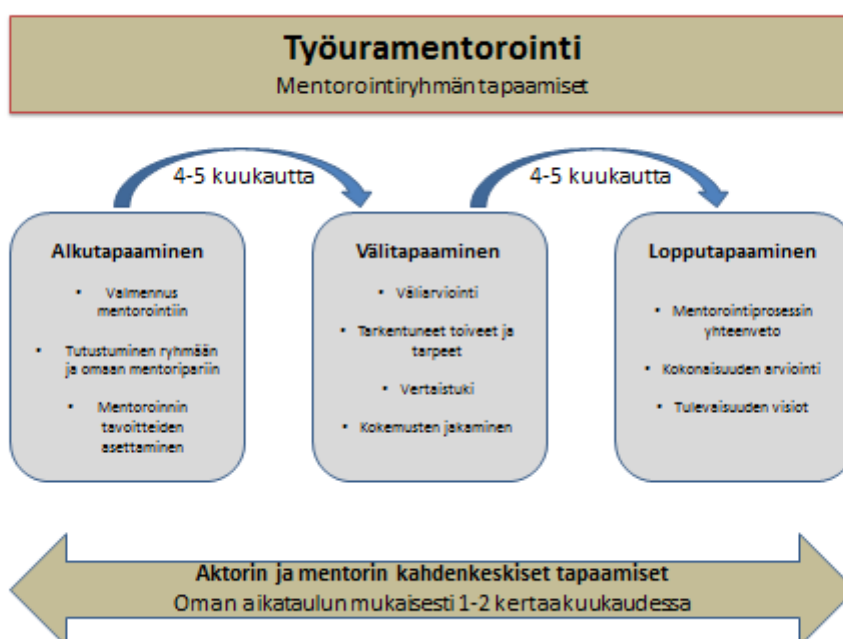 Työuramentorointi
Mentorointiryhmän tapaamiset
4-5 kuukautta
4-5 kuukautta
Alkutapaaminen
• Valmennus
mentorointiin
• Tutustuminen ryhmään
ja omaan mentoripariin
• Mentoroinnin
tavoitteiden
asettaminen
Välitapaaminen
• Väliarviointi
• Tarkentuneet toiveet ja
tarpeet
• Vertaistuki
• Kokemusten jakaminen
Lopputapaaminen
• Mentorointiprosessin
yhteenveto
• Kokonaisuuden arviointi
• Tulevaisuuden visiot
Aktorin ja mentorin kahdenkeskiset tapaamiset
Oman aikataulun mukaisesti 1-2 kertaa kuukaudessa